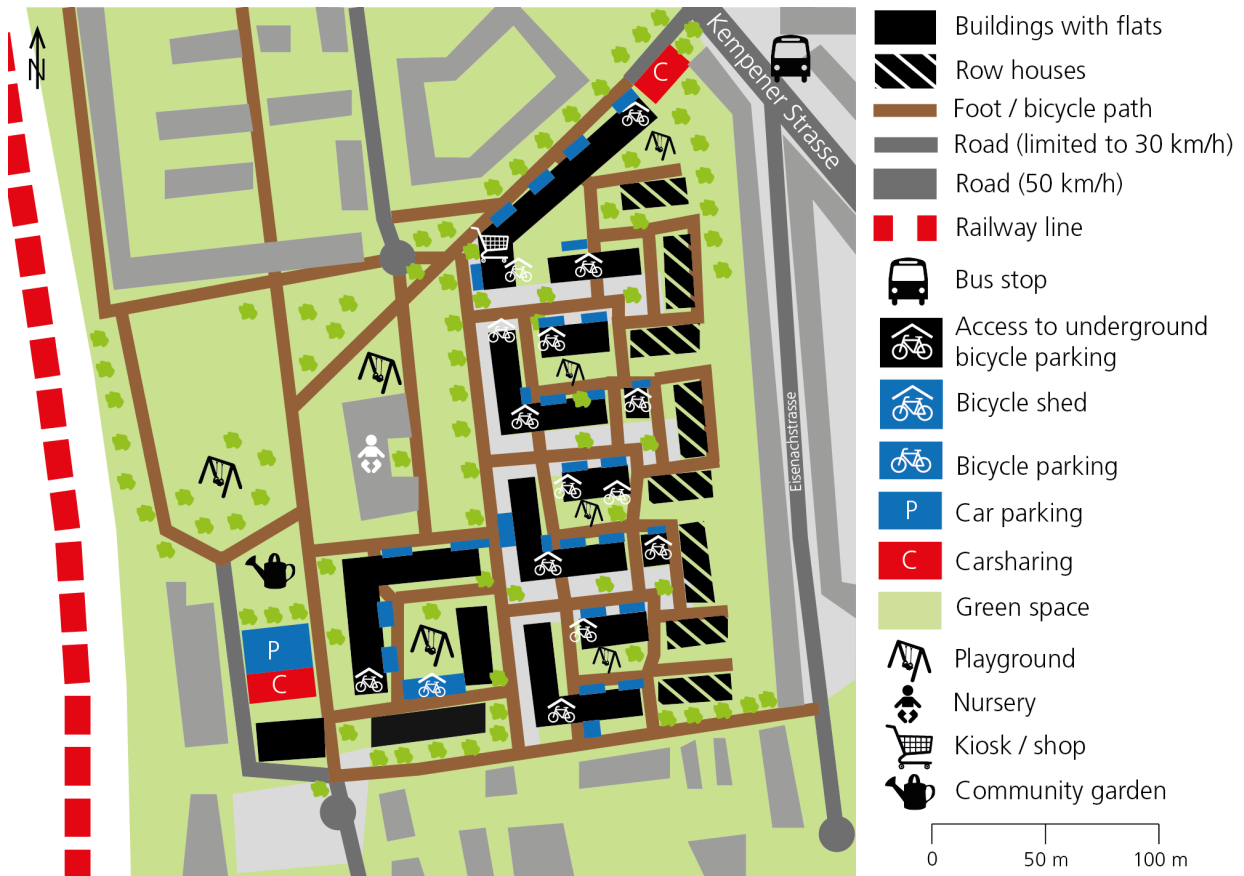 N
Kempener Strasse
C
Eisenachstrasse
P
C
Buildings with flats
Row houses
Foot / bicycle path
Road (limited to 30 km/h)
Road (50 km/h)
Railway line
Bus stop
Access to underground
bicycle parking
Bicycle shed
Bicycle parking
P
Car parking
C
Carsharing
Green space
Playground
Nursery
Kiosk / shop
Community garden
0
50 m
100 m